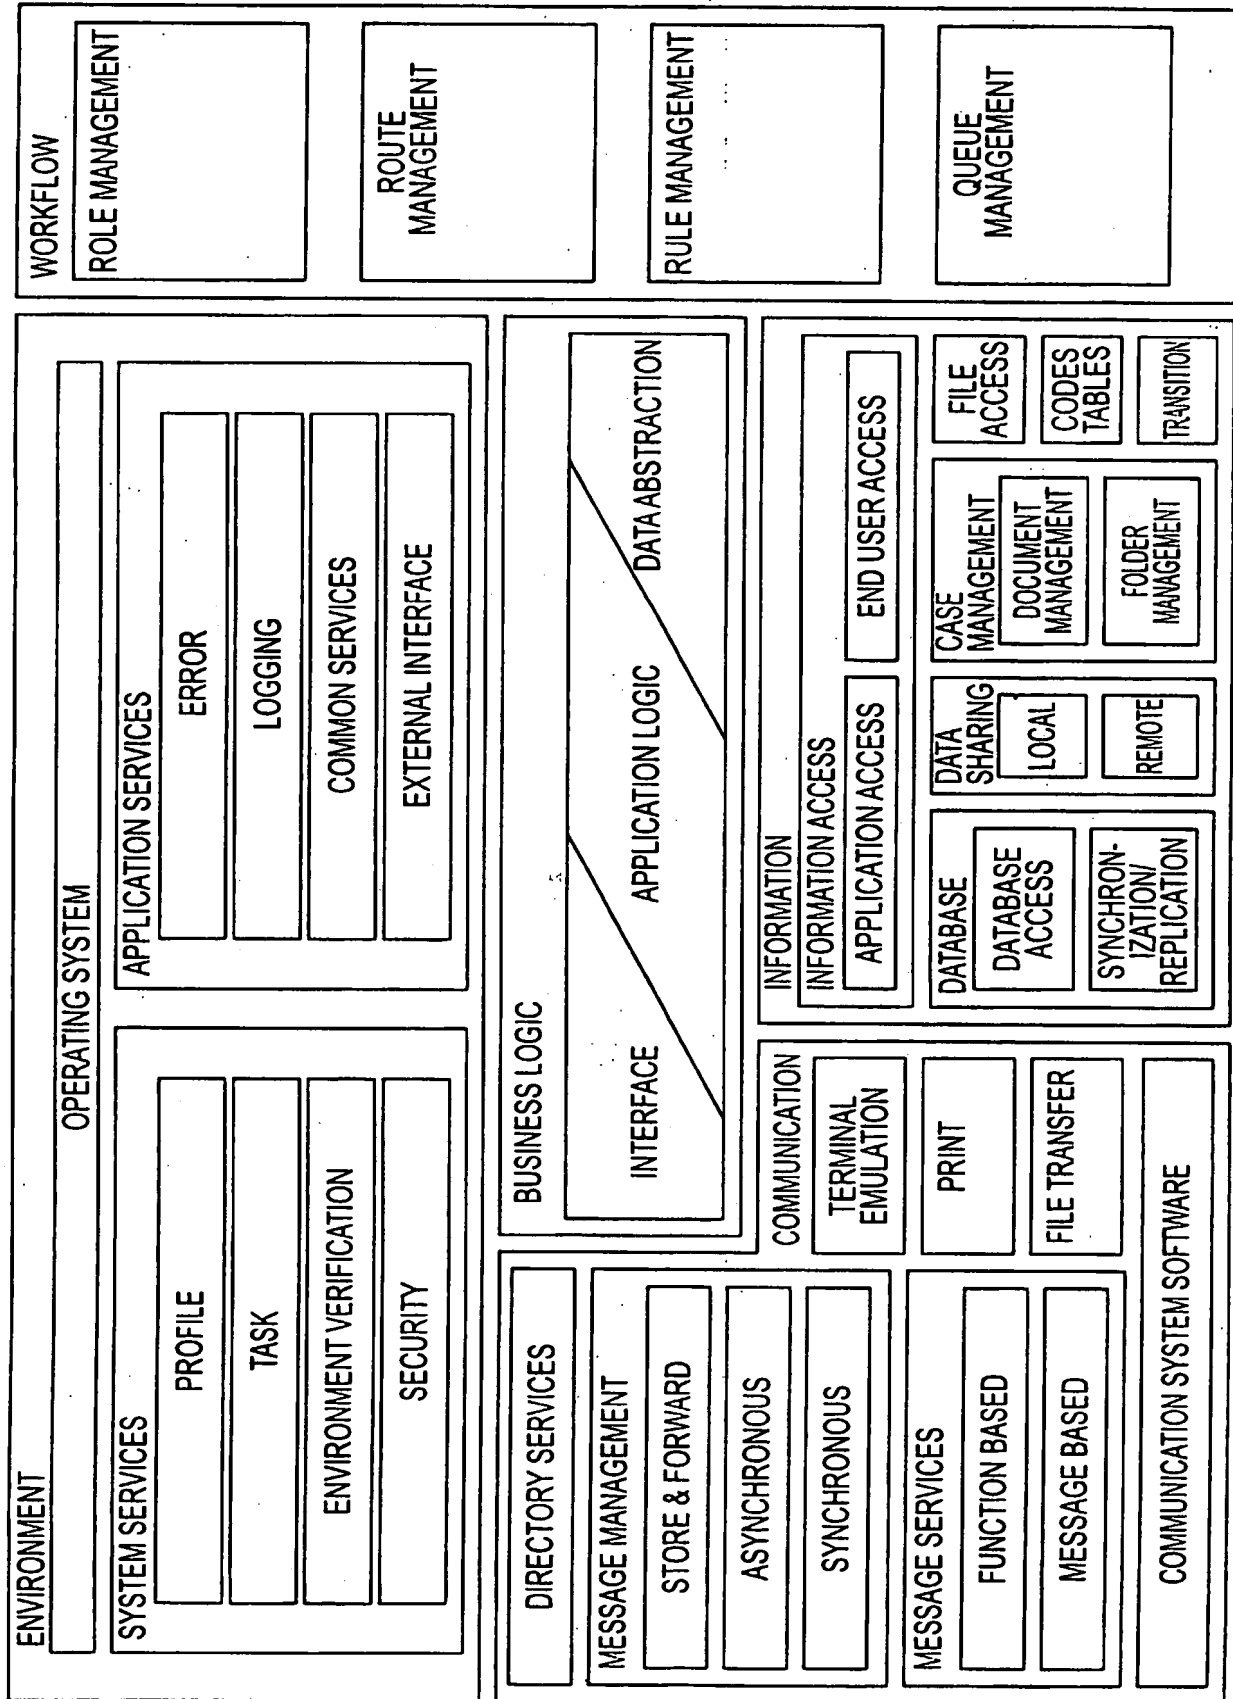 ENVIRONMENT
OPERATING SYSTEM
SYSTEM SERVICES
PROFILE
TASK
ENVIRONMENT VERIFICATION
SECURITY
APPLICATION SERVICES
ERROR
LOGGING
COMMON SERVICES
EXTERNAL INTERFACE
WORKFLOW
ROLE MANAGEMENT
ROUTE
MANAGEMENT
RULE MANAGEMENT
QUEUE
MANAGEMENT
BUSINESS LOGIC
INTERFACE
APPLICATION LOGIC
DATA ABSTRACTION
DIRECTORY SERVICES
MESSAGE MANAGEMENT
STORE & FORWARD
ASYNCHRONOUS
SYNCHRONOUS
MESSAGE SERVICES
FUNCTION BASED
MESSAGE BASED
COMMUNICATION
TERMINAL
EMULATION
PRINT
FILE TRANSFER
COMMUNICATION SYSTEM SOFTWARE
INFORMATION
INFORMATION ACCESS
APPLICATION ACCESS
END USER ACCESS
DATABASE
DATABASE
ACCESS
SYNCHRON-
IZATION/
REPLICATION
DATA
SHARING
LOCAL
REMOTE
CASE
MANAGEMENT
DOCUMENT
MANAGEMENT
FOLDER
MANAGEMENT
FILE
ACCESS
CODES
TABLES
TRANSITION